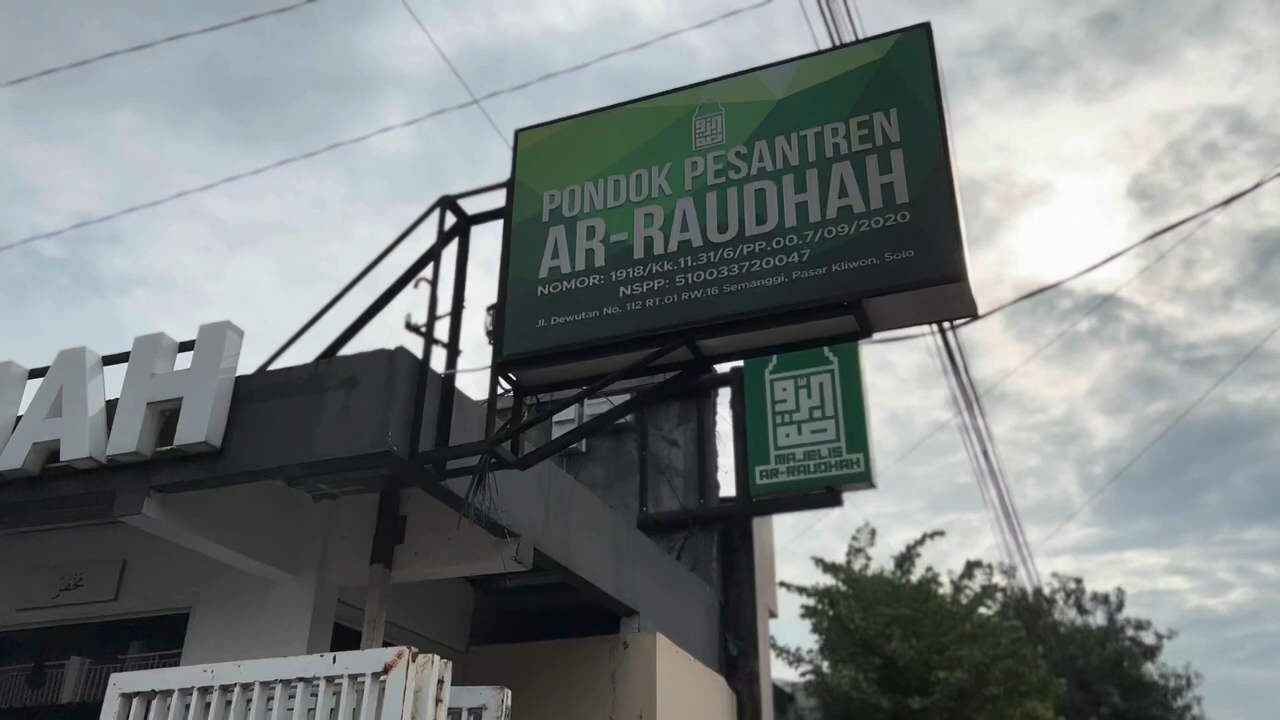 PONDOK PESANTREN
AR-RAUDHAH
NOMOR: 1918/Kk.11.31/6/PP.00.7/09/2020
NSPP: 510033720047
Jl. Dewutan No. 112 RT.01 RW.16 Semanggi, Pasar Kliwon, Solo
MAJELIS
AR-RAUDHAH
AH